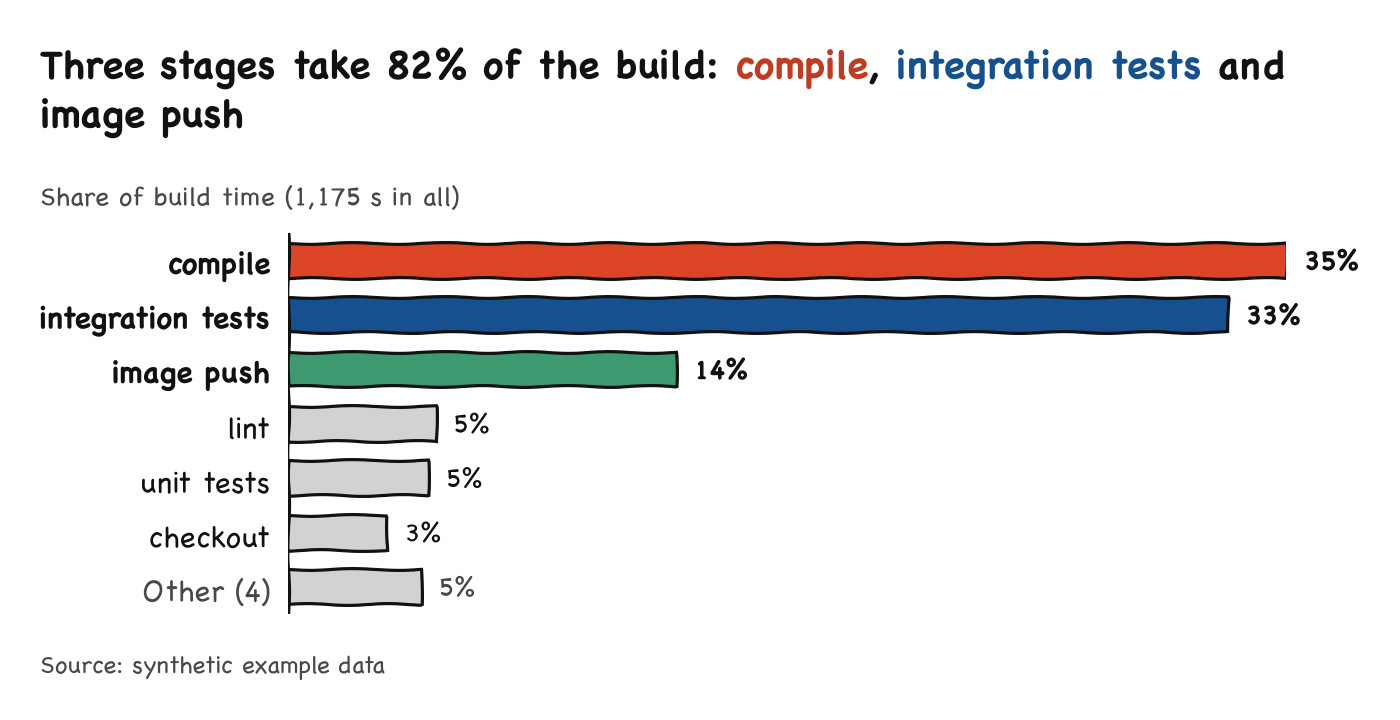 Three stages take 82% of the build: compile, integration tests and
image push
Share of build time (1,175 s in all)
compile 35%
integration tests 33%
image push 14%
lint 5%
unit tests 5%
checkout 3%
Other (4) 5%
Source: synthetic example data